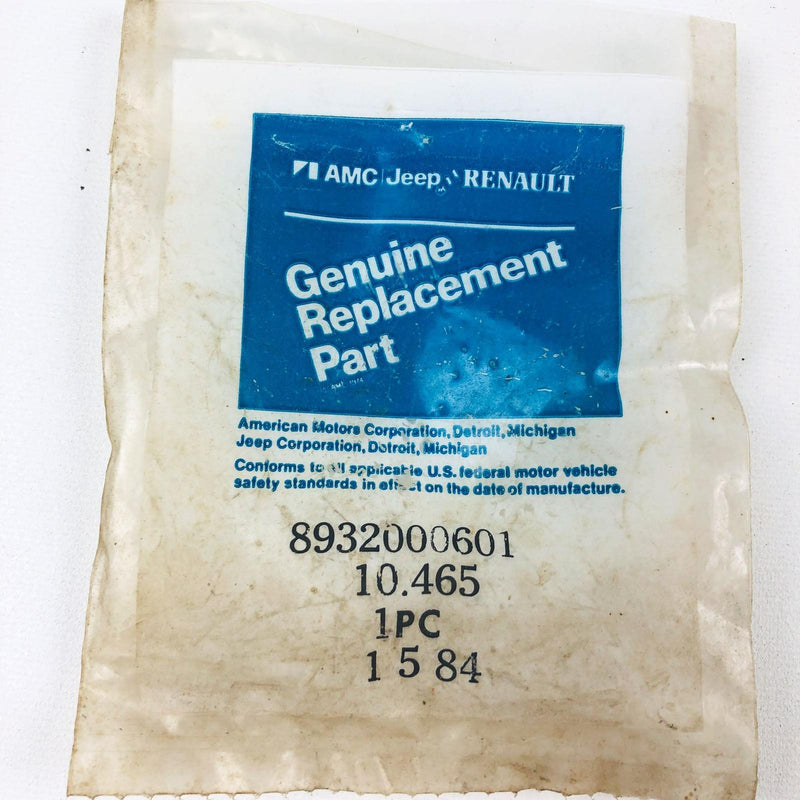 AMC Jeep RENAULT
Genuine
Replacement
Part
American Motors Corporation, Detroit, Michigan
Jeep Corporation, Detroit, Michigan
Conforms to all applicable U.S. federal motor vehicle
safety standards in effect on the date of manufacture.
8932000601
10.465
1PC
1 5 84